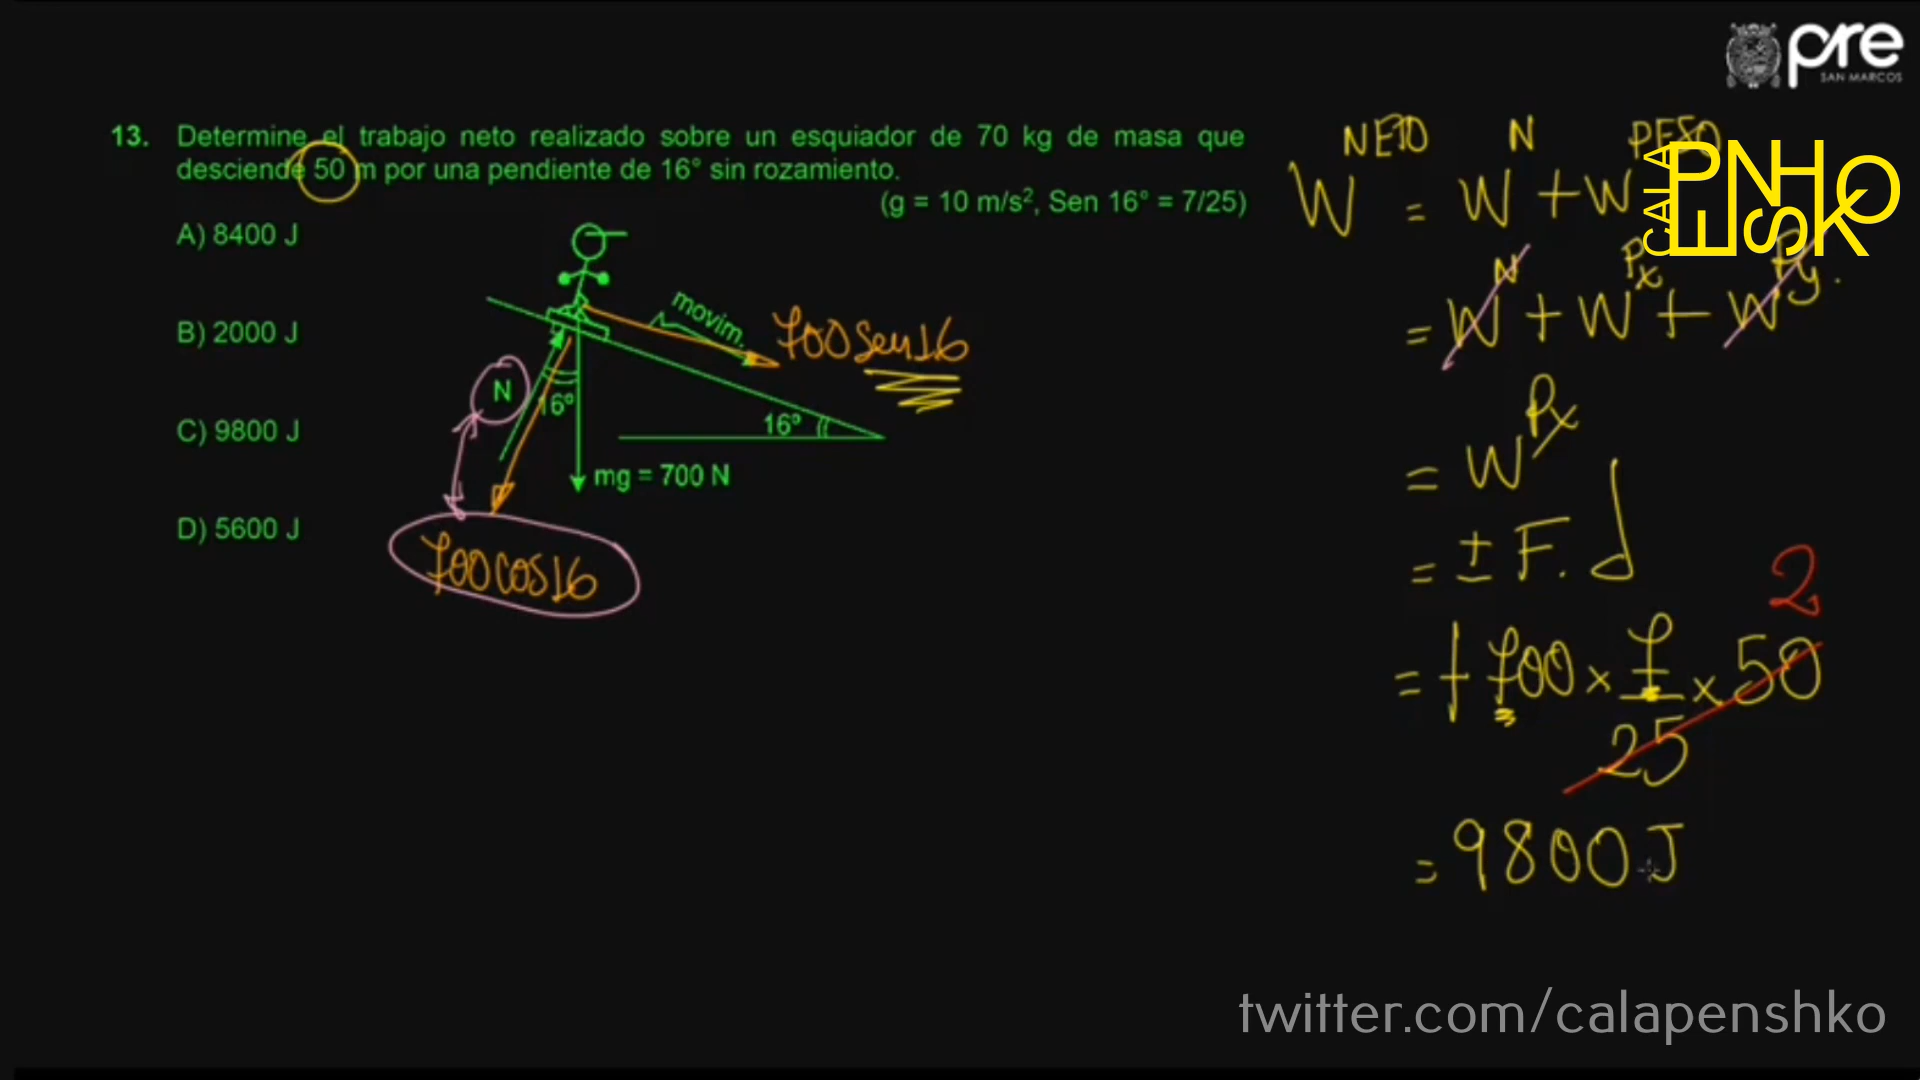 pre
SAN MARCOS
13. Determine el trabajo neto realizado sobre un esquiador de 70 kg de masa que
desciende 50 m por una pendiente de 16° sin rozamiento.
(g = 10 m/s², Sen 16° = 7/25)
A) 8400 J
B) 2000 J
C) 9800 J
D) 5600 J
movim.
700 Sen16
N
16°
16°
mg = 700 N
700 cos16
W^NETO = W^N + W^PESO
CALA
PENSHKO
= W^N + W^Px + W^Py.
= W^Px
= ± F. d
= + 700 × 7/25 × 50
2
= 9800 J
twitter.com/calapenshko